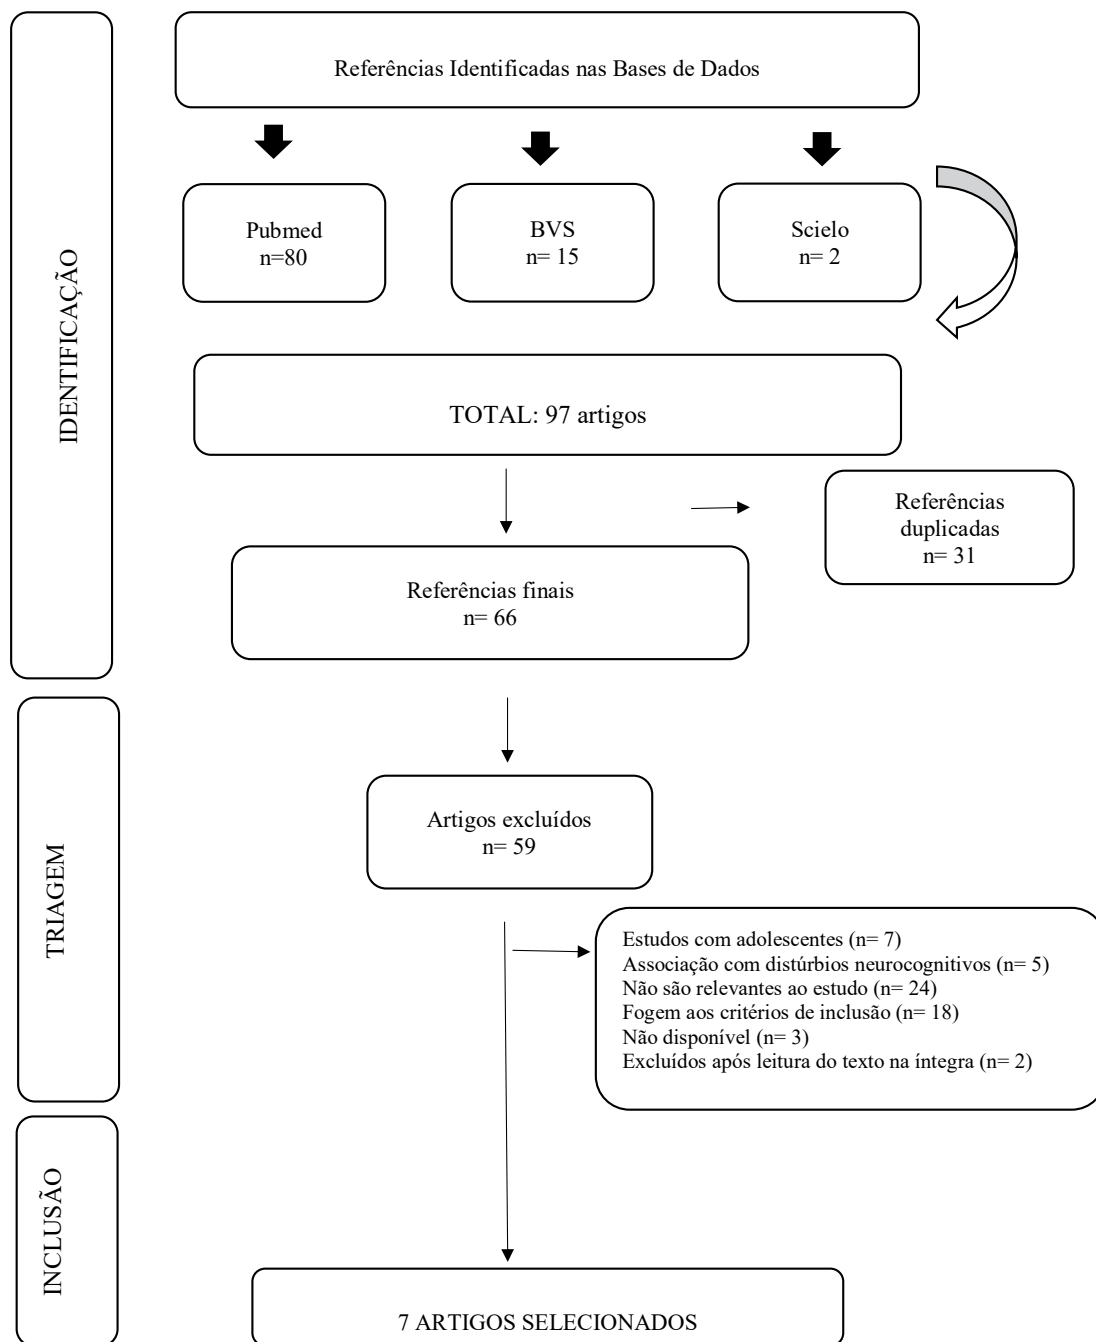 Referências Identificadas nas Bases de Dados
Pubmed
n=80
BVS
n= 15
Scielo
n= 2
IDENTIFICAÇÃO
TOTAL: 97 artigos
Referências
duplicadas
n= 31
Referências finais
n= 66
Artigos excluídos
n= 59
TRIAGEM
Estudos com adolescentes (n= 7)
Associação com distúrbios neurocognitivos (n= 5)
Não são relevantes ao estudo (n= 24)
Fogem aos critérios de inclusão (n= 18)
Não disponível (n= 3)
Excluídos após leitura do texto na íntegra (n= 2)
INCLUSÃO
7 ARTIGOS SELECIONADOS